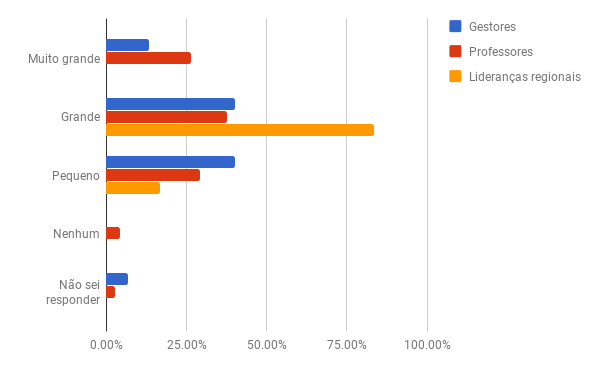 Gestores
Professores
Lideranças regionais
Muito grande
Grande
Pequeno
Nenhum
Não sei
responder
0.00%
25.00%
50.00%
75.00%
100.00%